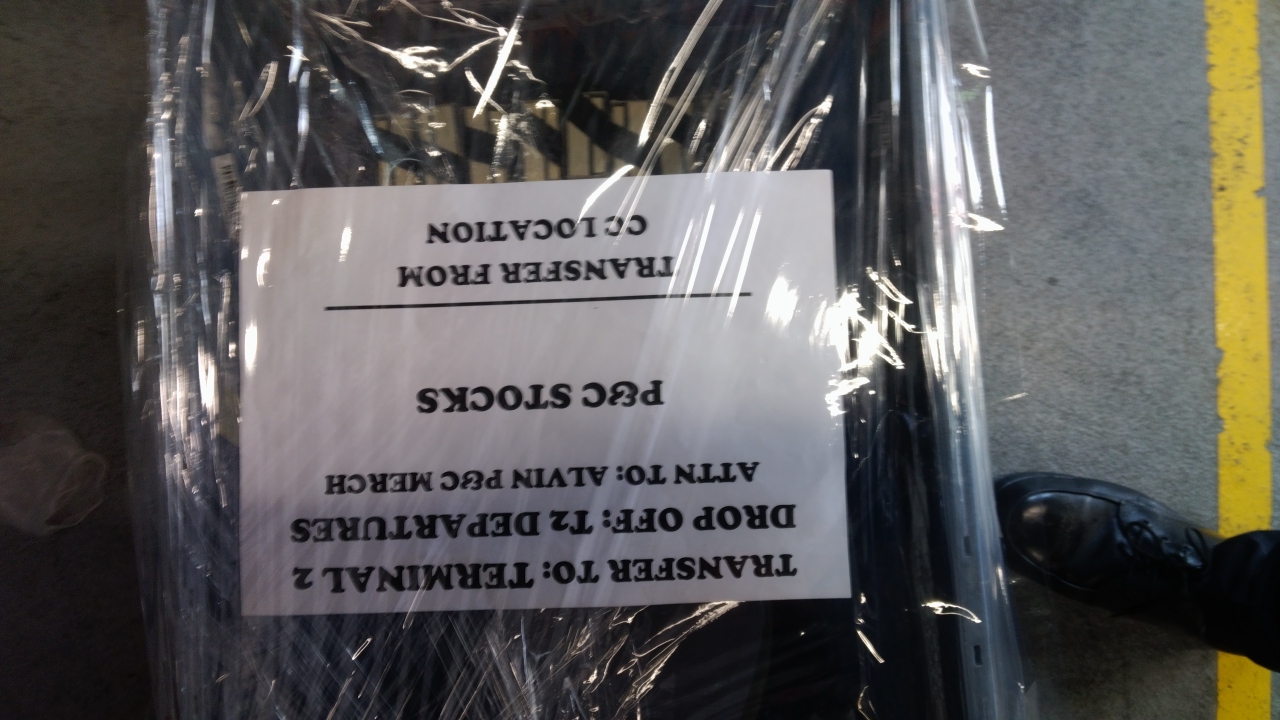 TRANSFER TO: TERMINAL 2
DROP OFF: T2 DEPARTURES
ATTN TO: ALVIN P&C MERCH
P&C STOCKS
TRANSFER FROM
CC LOCATION